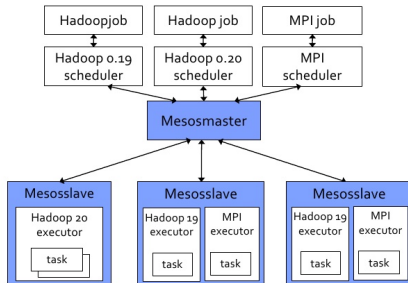 Hadoopjob
Hadoop job
MPI job
Hadoop 0.19
scheduler
Hadoop 0.20
scheduler
MPI
scheduler
Mesosmaster
Mesosslave
Hadoop 20
executor
task
Mesosslave
Hadoop 19
executor
task
MPI
executor
task
Mesosslave
Hadoop 19
executor
task
MPI
executor
task